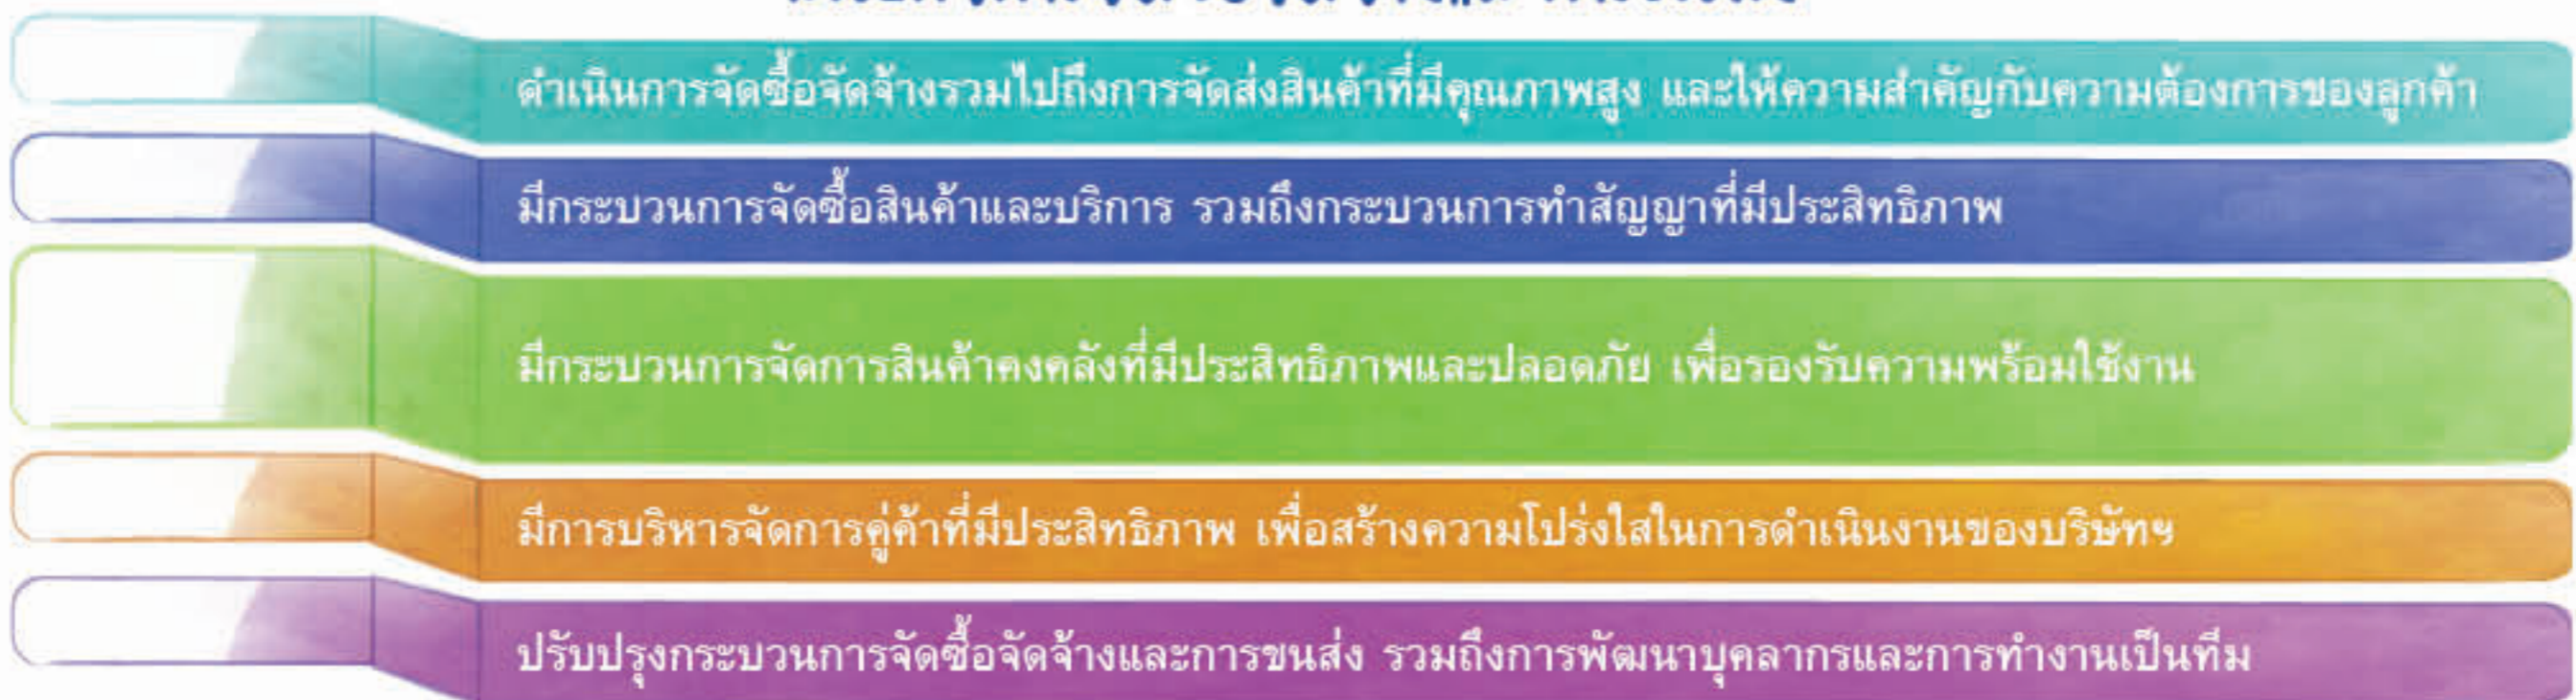 ดำเนินการจัดซื้อจัดจ้างรวมไปถึงการจัดส่งสินค้าที่มีคุณภาพสูง และให้ความสำคัญกับความต้องการของลูกค้า
มีกระบวนการจัดซื้อสินค้าและบริการ รวมถึงกระบวนการทำสัญญาที่มีประสิทธิภาพ
มีกระบวนการจัดการสินค้าคงคลังที่มีประสิทธิภาพและปลอดภัย เพื่อรองรับความพร้อมใช้งาน
มีการบริหารจัดการคู่ค้าที่มีประสิทธิภาพ เพื่อสร้างความโปร่งใสในการดำเนินงานของบริษัทฯ
ปรับปรุงกระบวนการจัดซื้อจัดจ้างและการขนส่ง รวมถึงการพัฒนาบุคลากรและการทำงานเป็นทีม